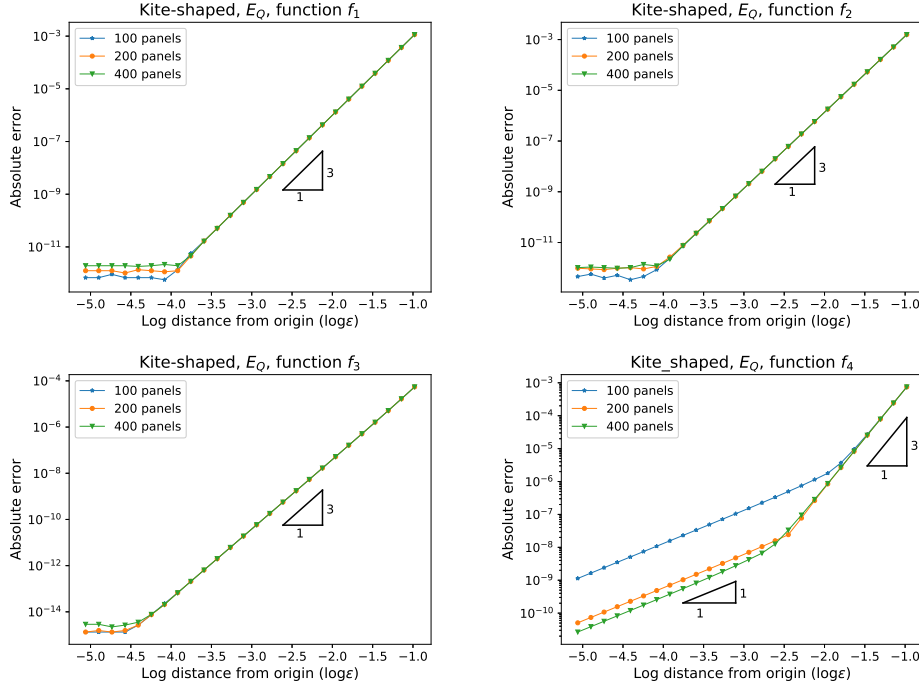 Kite-shaped, E_Q, function f_1
Absolute error
10^{-3}
10^{-5}
10^{-7}
10^{-9}
10^{-11}
100 panels
200 panels
400 panels
3
1
−5.0 −4.5 −4.0 −3.5 −3.0 −2.5 −2.0 −1.5 −1.0
Log distance from origin (logε)
Kite-shaped, E_Q, function f_2
Absolute error
10^{-3}
10^{-5}
10^{-7}
10^{-9}
10^{-11}
100 panels
200 panels
400 panels
3
1
−5.0 −4.5 −4.0 −3.5 −3.0 −2.5 −2.0 −1.5 −1.0
Log distance from origin (logε)
Kite-shaped, E_Q, function f_3
Absolute error
10^{-4}
10^{-6}
10^{-8}
10^{-10}
10^{-12}
10^{-14}
100 panels
200 panels
400 panels
3
1
−5.0 −4.5 −4.0 −3.5 −3.0 −2.5 −2.0 −1.5 −1.0
Log distance from origin (logε)
Kite_shaped, E_Q, function f_4
Absolute error
10^{-3}
10^{-4}
10^{-5}
10^{-6}
10^{-7}
10^{-8}
10^{-9}
10^{-10}
100 panels
200 panels
400 panels
3
1
1
1
−5.0 −4.5 −4.0 −3.5 −3.0 −2.5 −2.0 −1.5 −1.0
Log distance from origin (logε)